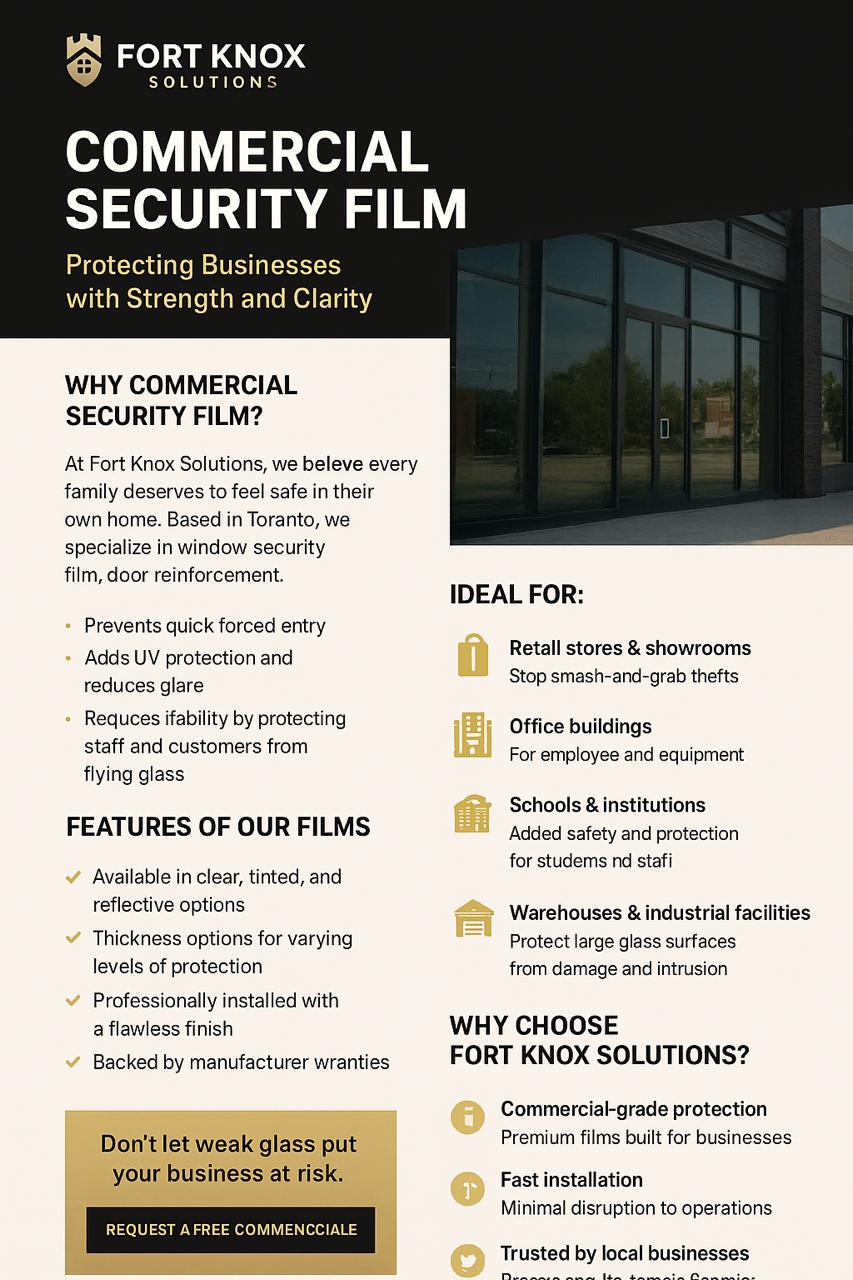 FORT KNOX
SOLUTIONS
COMMERCIAL
SECURITY FILM
Protecting Businesses
with Strength and Clarity
WHY COMMERCIAL
SECURITY FILM?
At Fort Knox Solutions, we beleve every
family deserves to feel safe in their
own home. Based in Toranto, we
specialize in window security
film, door reinforcement.
• Prevents quick forced entry
• Adds UV protection and
reduces glare
• Requces ifability by protecting
staff and customers from
flying glass
FEATURES OF OUR FILMS
Available in clear, tinted, and
reflective options
Thickness options for varying
levels of protection
Professionally installed with
a flawless finish
Backed by manufacturer wranties
Don't let weak glass put
your business at risk.
REQUEST A FREE COMMENCCIALE
IDEAL FOR:
Retall stores & showrooms
Stop smash-and-grab thefts
Office buildings
For employee and equipment
Schools & institutions
Added safety and protection
for studems nd stafi
Warehouses & industrial facilities
Protect large glass surfaces
from damage and intrusion
WHY CHOOSE
FORT KNOX SOLUTIONS?
Commercial-grade protection
Premium films built for businesses
Fast installation
Minimal disruption to operations
Trusted by local businesses